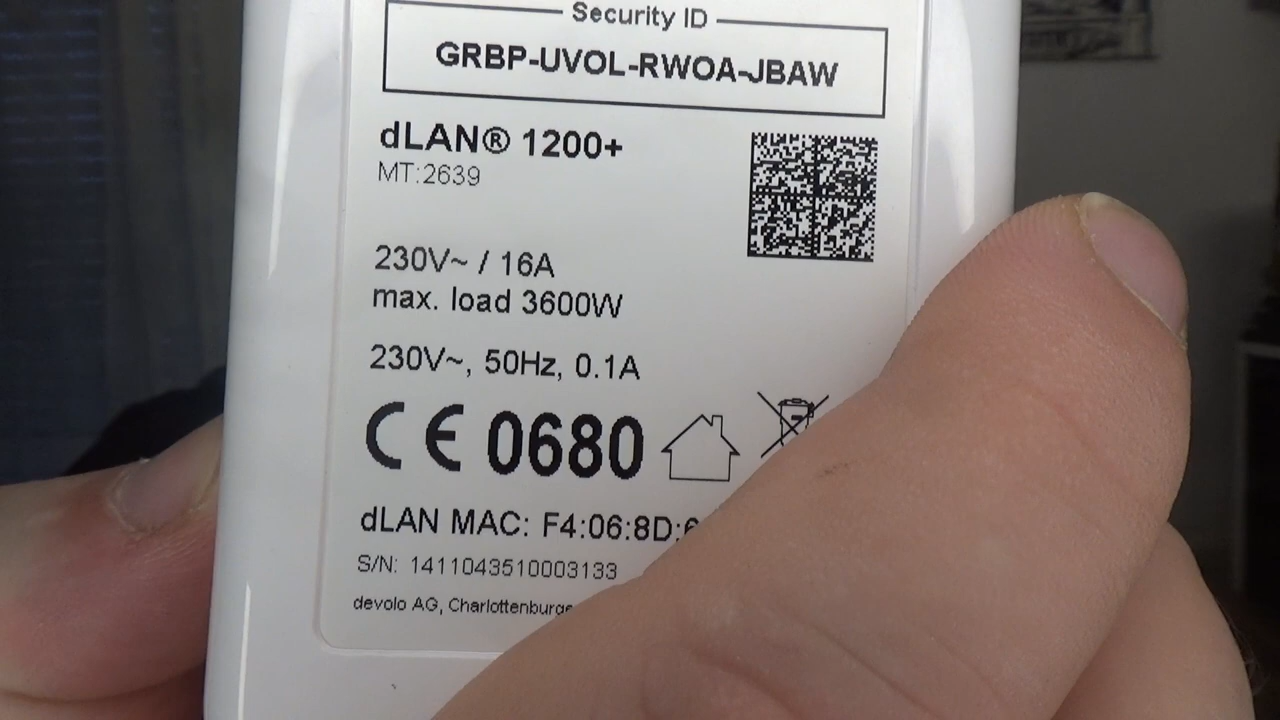 Security ID
GRBP-UVOL-RWOA-JBAW
dLAN® 1200+
MT:2639
230V~ / 16A
max. load 3600W
230V~, 50Hz, 0.1A
CE 0680
dLAN MAC: F4:06:8D:6
S/N: 1411043510003133
devolo AG,